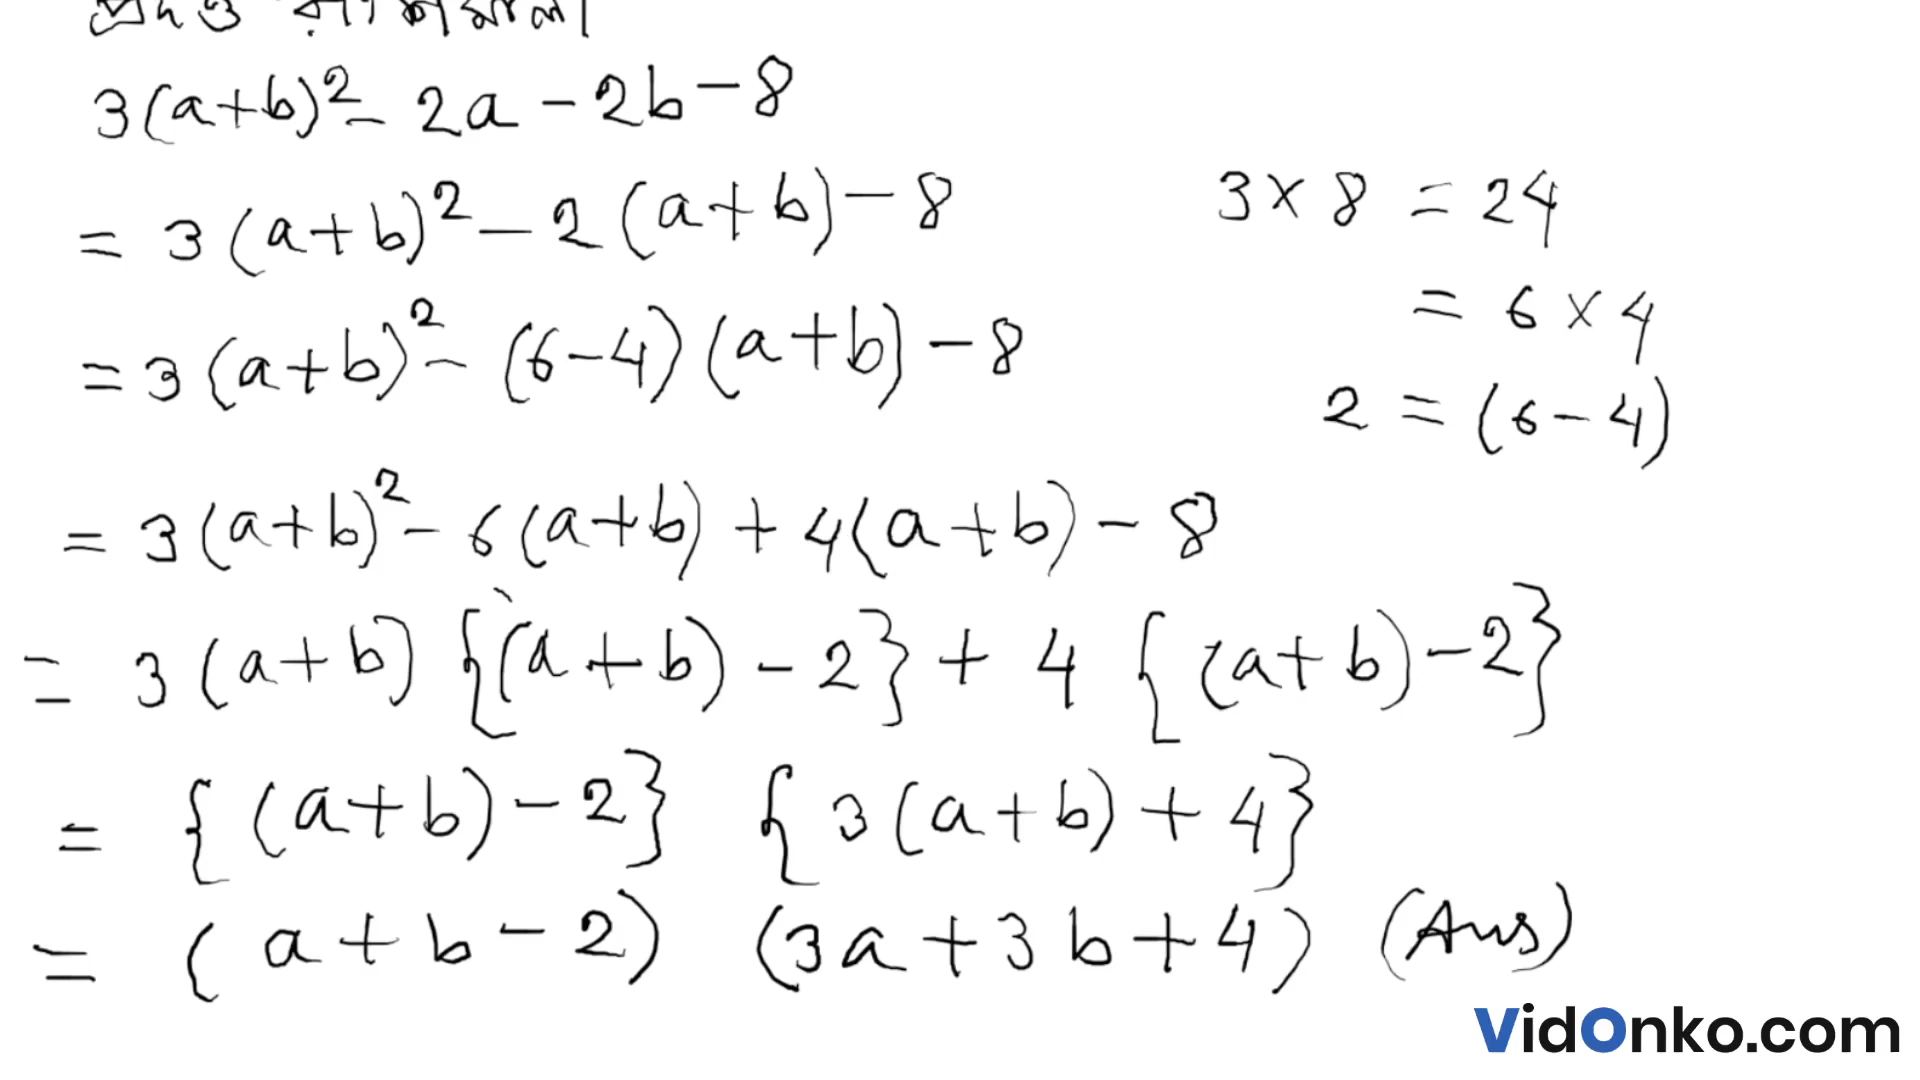 3(a+b)² - 2a - 2b - 8
= 3(a+b)² - 2(a+b) - 8
3 × 8 = 24
= 6 × 4
= 3(a+b)² - (6-4)(a+b) - 8
2 = (6-4)
= 3(a+b)² - 6(a+b) + 4(a+b) - 8
= 3(a+b) {(a+b) - 2} + 4 {(a+b) - 2}
= {(a+b) - 2} {3(a+b) + 4}
= (a+b-2) (3a+3b+4) (Ans)
VidOnko.com